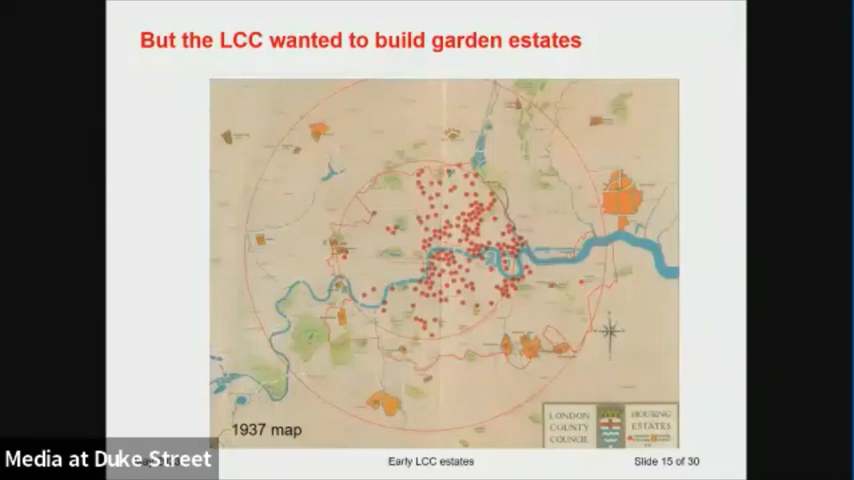 But the LCC wanted to build garden estates
1937 map
LONDON
COUNTY
COUNCIL
HOUSING
ESTATES
Media at Duke Street
Early LCC estates
Slide 15 of 30